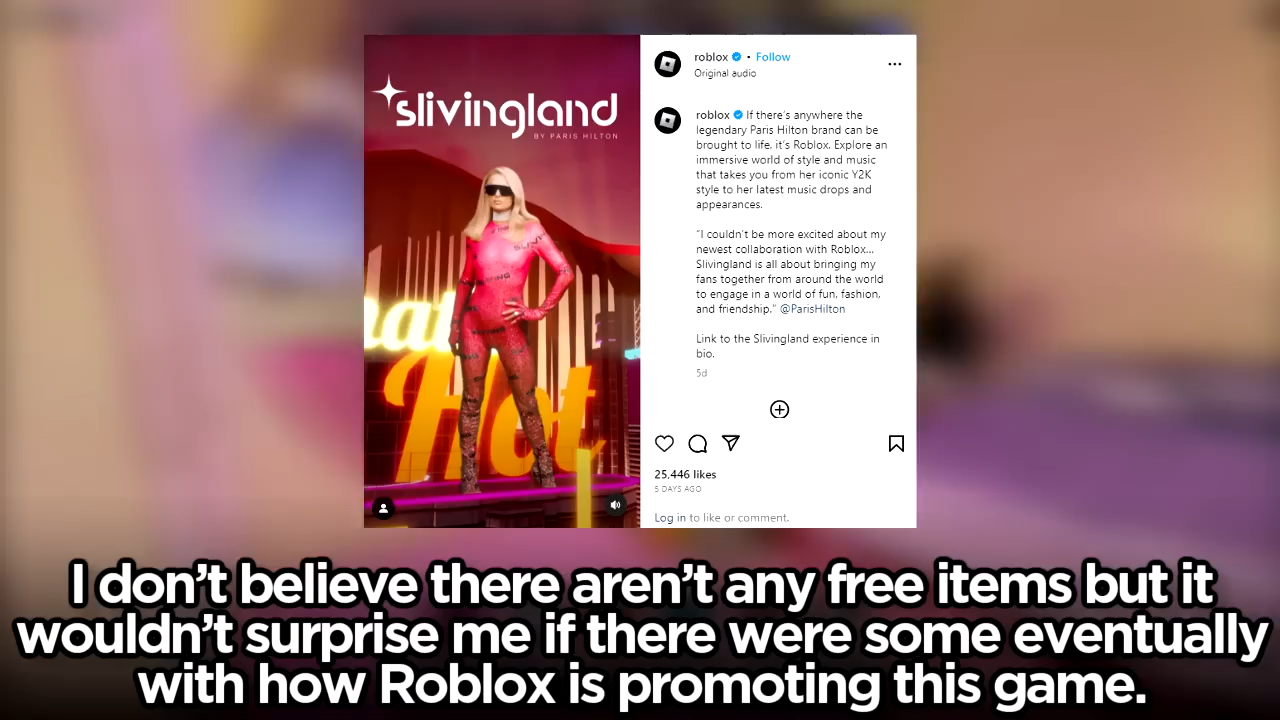 slivingland
BY PARIS HILTON
hat
Hot
roblox • Follow
Original audio
roblox If there's anywhere the
legendary Paris Hilton brand can be
brought to life, it's Roblox. Explore an
immersive world of style and music
that takes you from her iconic Y2K
style to her latest music drops and
appearances.
"I couldn't be more excited about my
newest collaboration with Roblox...
Slivingland is all about bringing my
fans together from around the world
to engage in a world of fun, fashion,
and friendship." @ParisHilton
Link to the Slivingland experience in
bio.
5d
25,446 likes
5 DAYS AGO
Log in to like or comment.
I don't believe there aren't any free items but it
wouldn't surprise me if there were some eventually
with how Roblox is promoting this game.